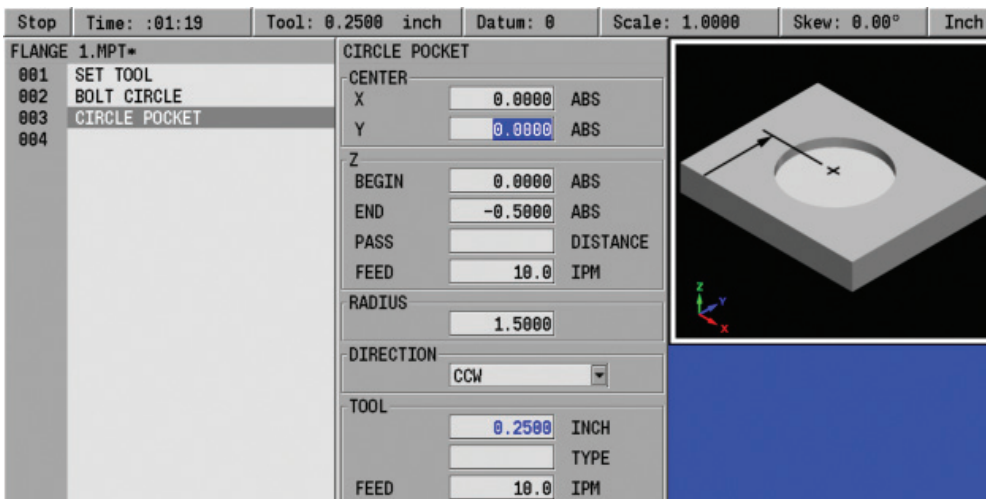 Stop Time: :01:19 Tool: 0.2500 inch Datum: 0 Scale: 1.0000 Skew: 0.00° Inch
FLANGE 1.MPT*
001 SET TOOL
002 BOLT CIRCLE
003 CIRCLE POCKET
004
CIRCLE POCKET
CENTER
X 0.0000 ABS
Y 0.0000 ABS
Z
BEGIN 0.0000 ABS
END -0.5000 ABS
PASS DISTANCE
FEED 10.0 IPM
RADIUS
1.5000
DIRECTION
CCW
TOOL
0.2500 INCH
TYPE
FEED 10.0 IPM
Z
Y
X